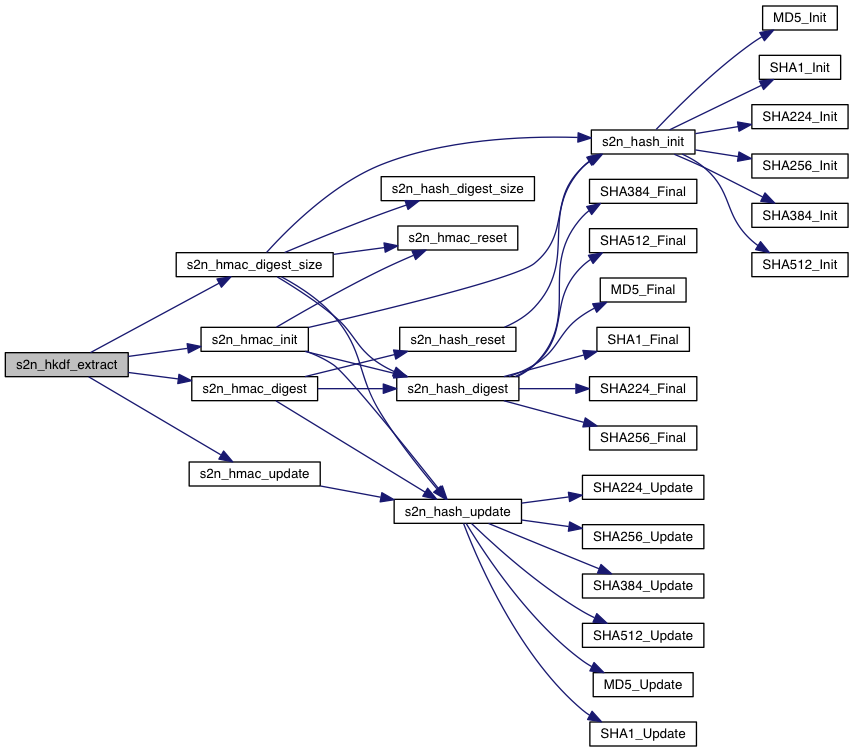 MD5_Init
SHA1_Init
SHA224_Init
s2n_hash_init
SHA256_Init
s2n_hash_digest_size
SHA384_Final
SHA384_Init
s2n_hmac_reset
SHA512_Final
s2n_hmac_digest_size
SHA512_Init
MD5_Final
s2n_hmac_init
s2n_hash_reset
SHA1_Final
s2n_hkdf_extract
s2n_hmac_digest
s2n_hash_digest
SHA224_Final
SHA256_Final
s2n_hmac_update
SHA224_Update
s2n_hash_update
SHA256_Update
SHA384_Update
SHA512_Update
MD5_Update
SHA1_Update